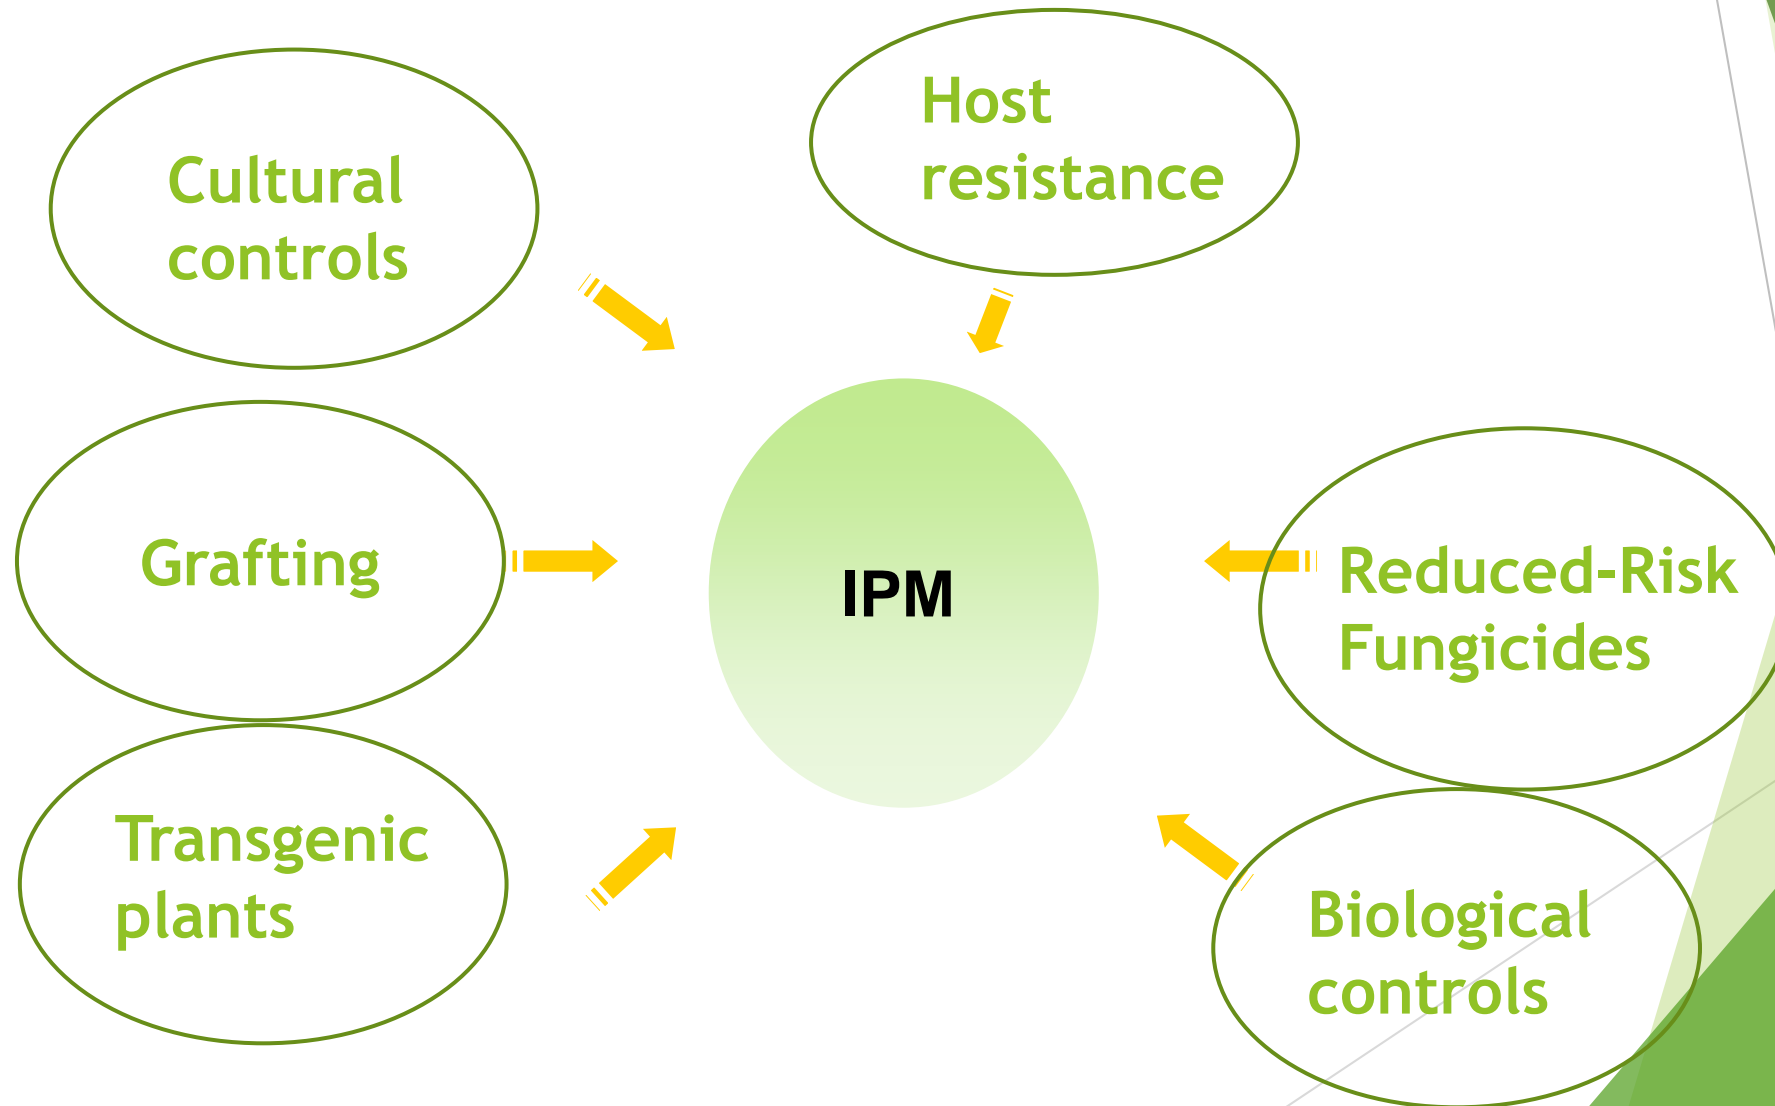 Cultural
controls
Host
resistance
Grafting
IPM
Reduced-Risk
Fungicides
Transgenic
plants
Biological
controls